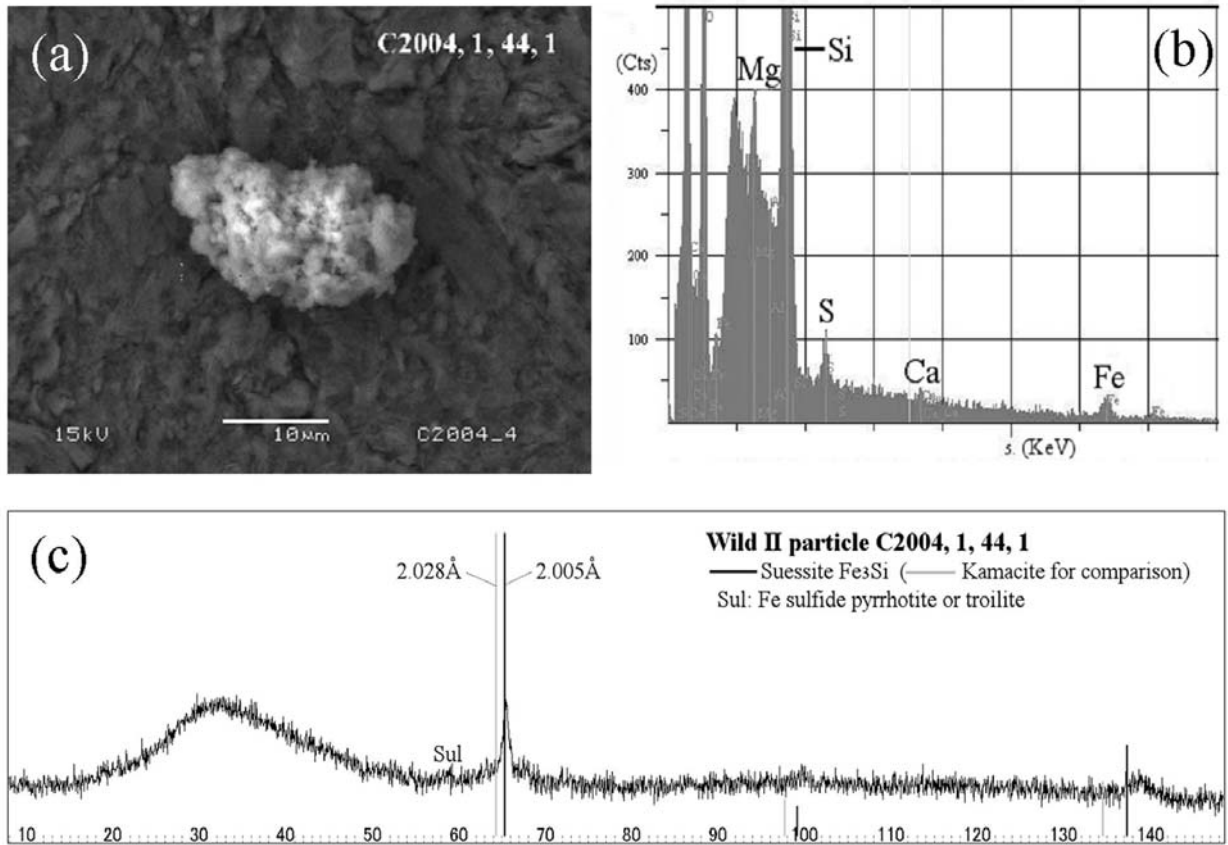 (a)
C2004, 1, 44, 1
15kV
10μm
C2004_4
(b)
(Cts)
Mg
Si
400
300
200
100
S
Ca
Fe
s. (KeV)
(c)
Wild II particle C2004, 1, 44, 1
2.028Å
2.005Å
Suessite Fe3Si (
Kamacite for comparison)
Sul: Fe sulfide pyrrhotite or troilite
Sul
10 20 30 40 50 60 70 80 90 100 110 120 130 140